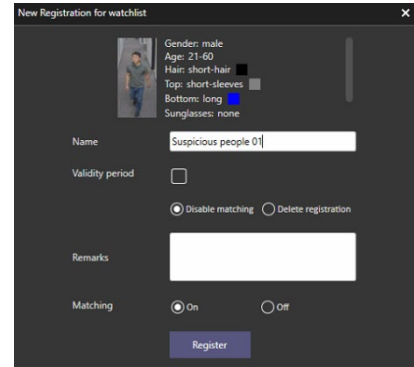 New Registration for watchlist
Gender: male
Age: 21-60
Hair: short-hair
Top: short-sleeves
Bottom: long
Sunglasses: none
Name Suspicious people 01
Validity period
Disable matching Delete registration
Remarks
Matching On Off
Register